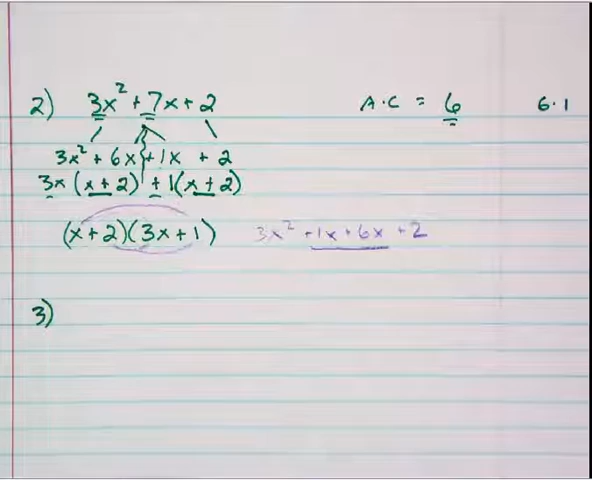 2) 3x² + 7x + 2 A·C = 6 6·1
3x² + 6x + 1x + 2
3x (x + 2) + 1(x + 2)
(x + 2)(3x + 1) 3x² + 1x + 6x + 2
3)